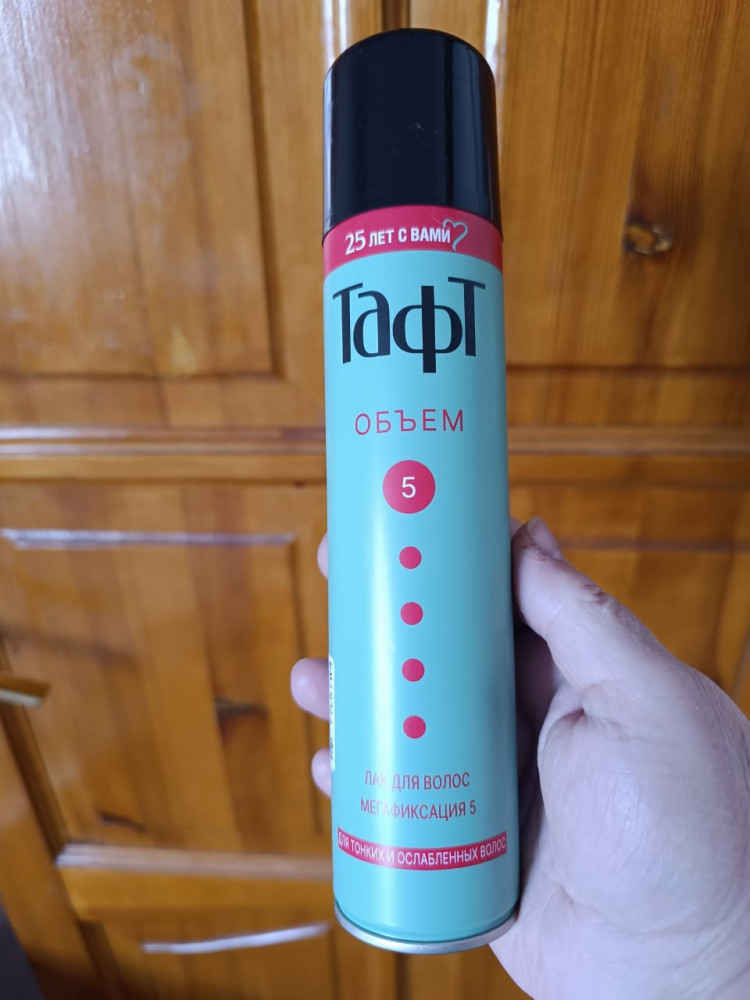 25 ЛЕТ С ВАМИ
Тафт
ОБЪЕМ
5
ЛАК ДЛЯ ВОЛОС
МЕГАФИКСАЦИЯ 5
ДЛЯ ТОНКИХ И ОСЛАБЛЕННЫХ ВОЛОС